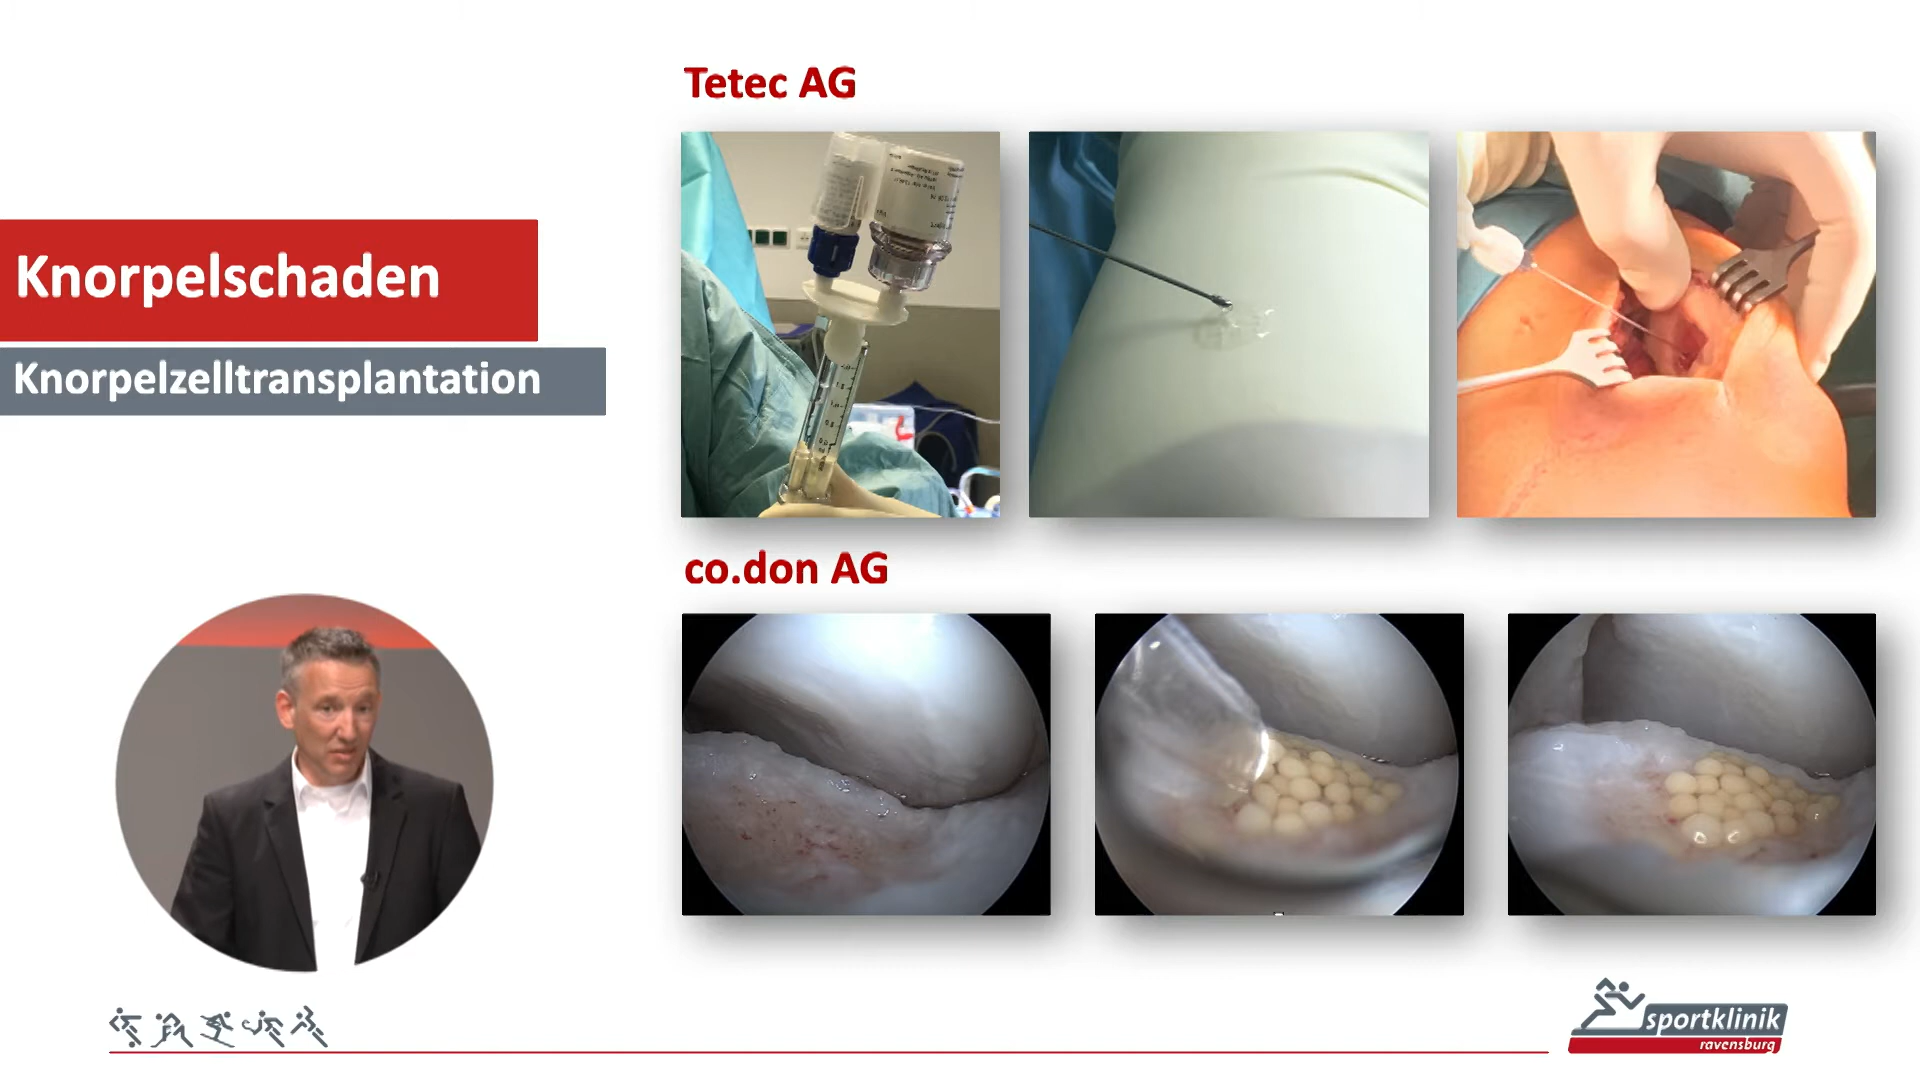 Tetec AG
Knorpelschaden
Knorpelzelltransplantation
co.don AG
sportklinik
ravensburg